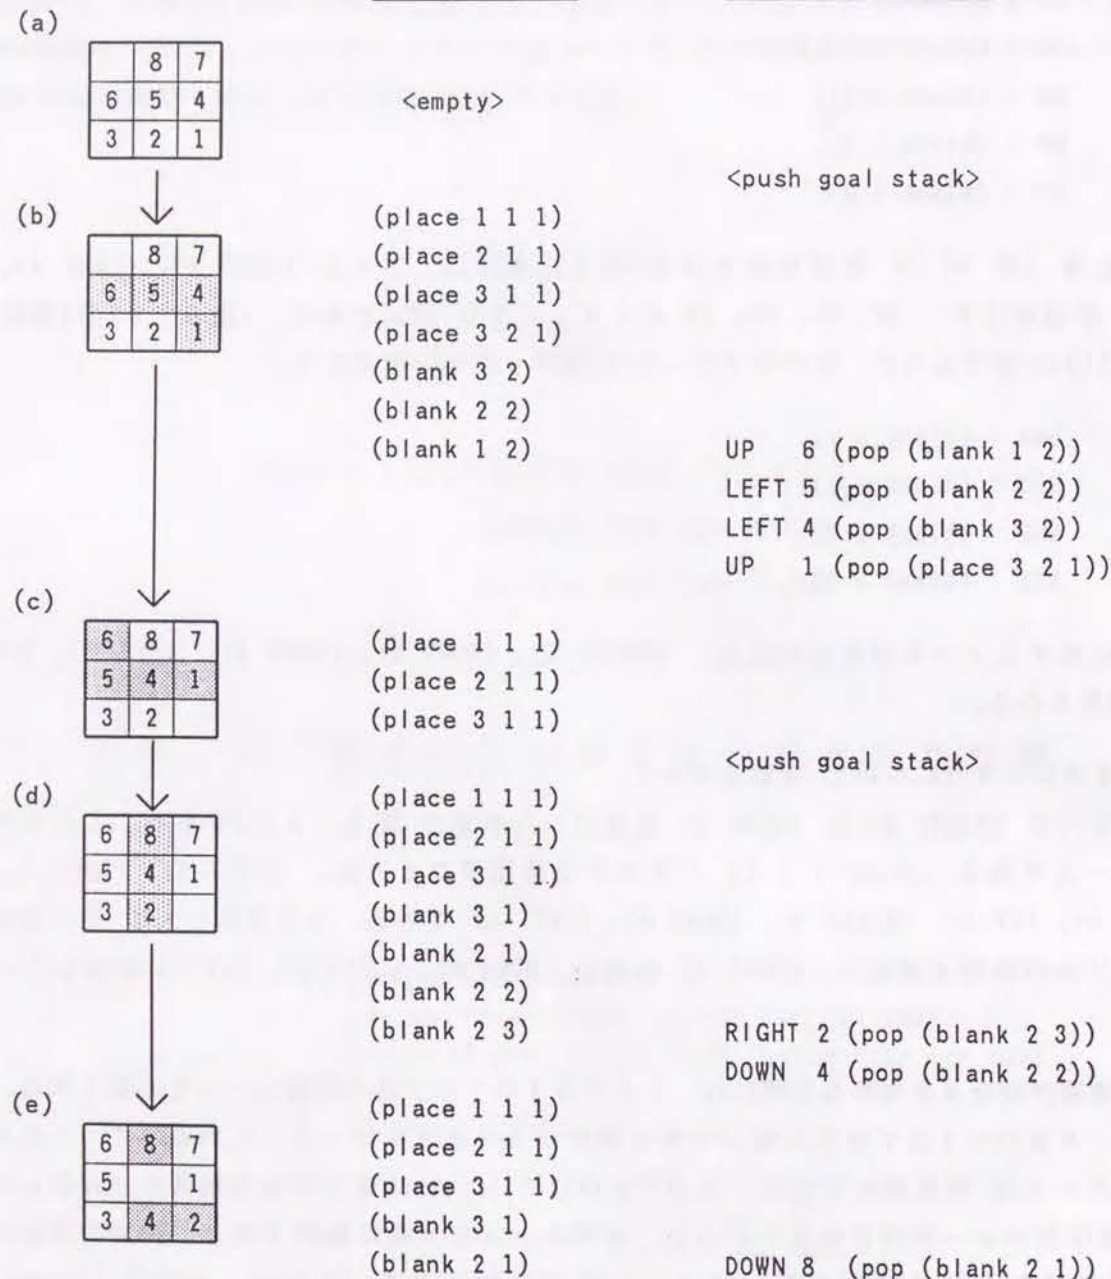 (a)
8 7
6 5 4
3 2 1
<empty>
<push goal stack>
(b)
8 7
6 5 4
3 2 1
(place 1 1 1)
(place 2 1 1)
(place 3 1 1)
(place 3 2 1)
(blank 3 2)
(blank 2 2)
(blank 1 2)
UP 6 (pop (blank 1 2))
LEFT 5 (pop (blank 2 2))
LEFT 4 (pop (blank 3 2))
UP 1 (pop (place 3 2 1))
(c)
6 8 7
5 4 1
3 2
(place 1 1 1)
(place 2 1 1)
(place 3 1 1)
<push goal stack>
(d)
6 8 7
5 4 1
3 2
(place 1 1 1)
(place 2 1 1)
(place 3 1 1)
(blank 3 1)
(blank 2 1)
(blank 2 2)
(blank 2 3)
RIGHT 2 (pop (blank 2 3))
DOWN 4 (pop (blank 2 2))
(e)
6 8 7
5 1
3 4 2
(place 1 1 1)
(place 2 1 1)
(place 3 1 1)
(blank 3 1)
(blank 2 1)
DOWN 8 (pop (blank 2 1))